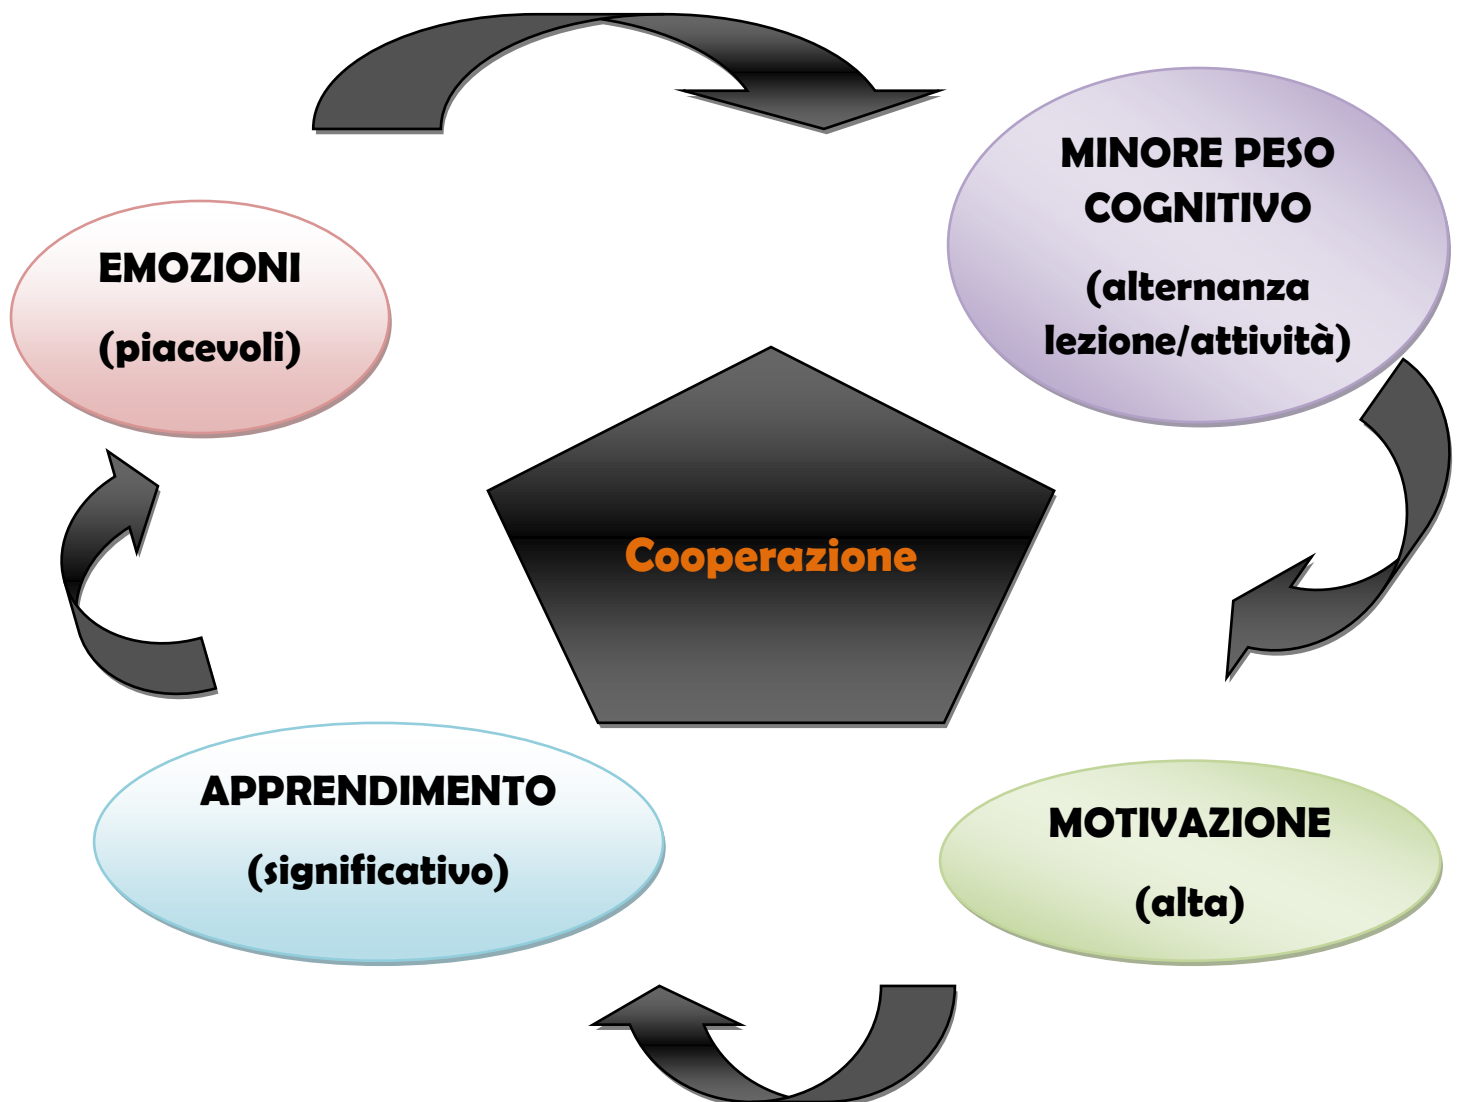 EMOZIONI
(piacevoli)
MINORE PESO
COGNITIVO
(alternanza
lezione/attività)
Cooperazione
APPRENDIMENTO
(significativo)
MOTIVAZIONE
(alta)